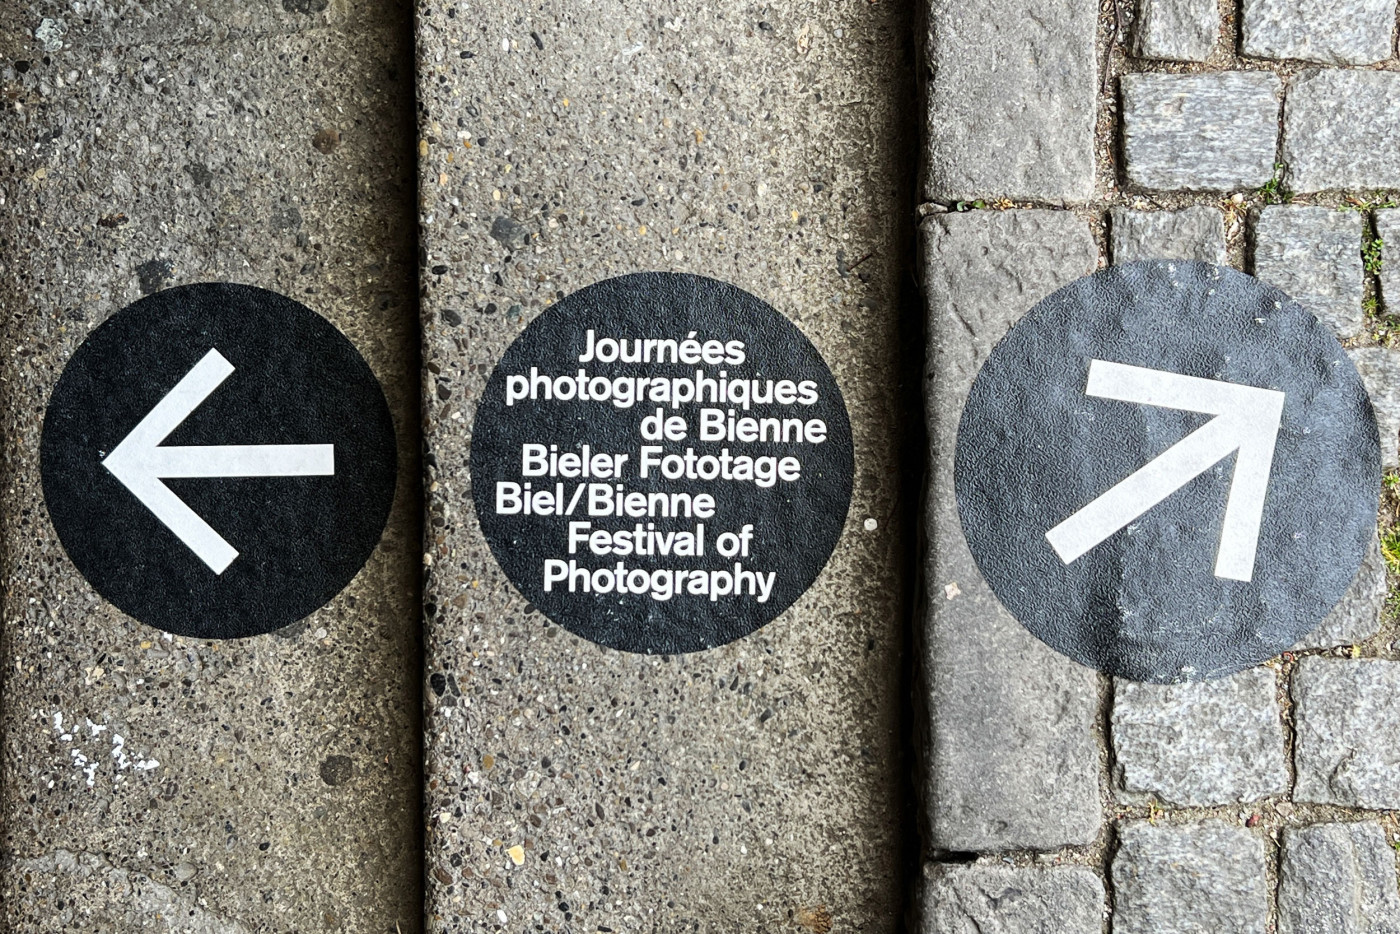 Journées
photographiques
de Bienne
Bieler Fototage
Biel/Bienne
Festival of
Photography